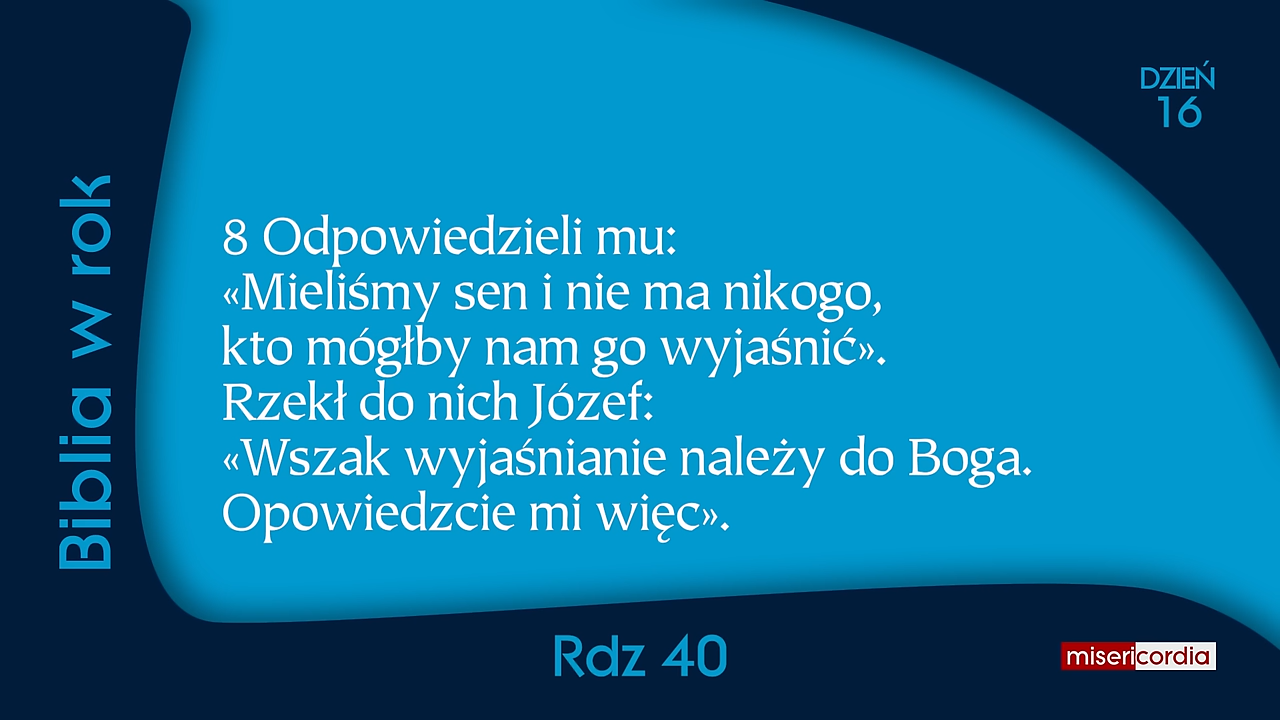 DZIEŃ
16
Biblia w rok
8 Odpowiedzieli mu:
«Mieliśmy sen i nie ma nikogo,
kto mógłby nam go wyjaśnić».
Rzekł do nich Józef:
«Wszak wyjaśnianie należy do Boga.
Opowiedzcie mi więc».
Rdz 40
misericordia